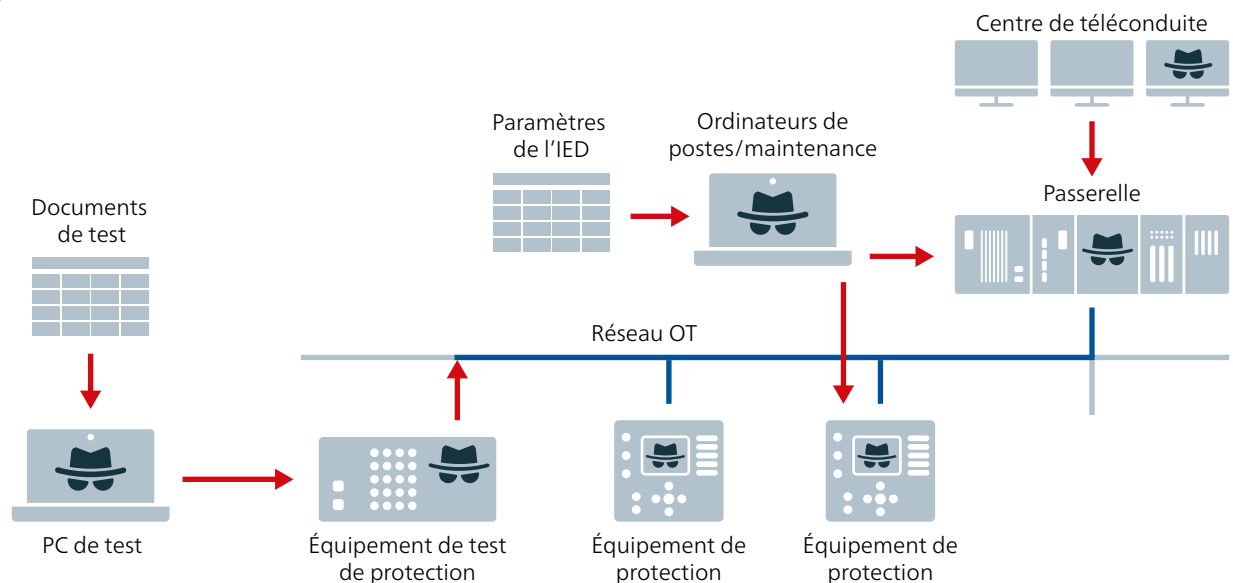 Centre de téléconduite
Paramètres
de l'IED
Ordinateurs de
postes/maintenance
Passerelle
Documents
de test
Réseau OT
PC de test
Équipement de test
de protection
Équipement de
protection
Équipement de
protection